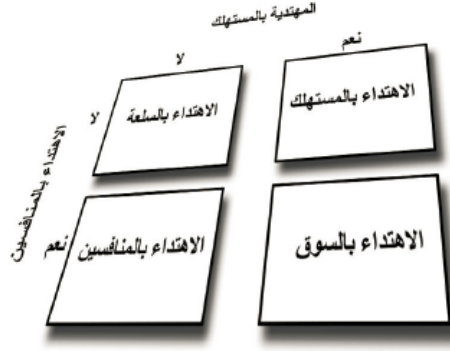 المهتدية بالمستهلك
نعم
لا
الاهتداء بالمستهلك
الاهتداء بالسلعة
لا
الاهتداء بالمنافسين
الاهتداء بالسوق
الاهتداء بالمنافسين
نعم